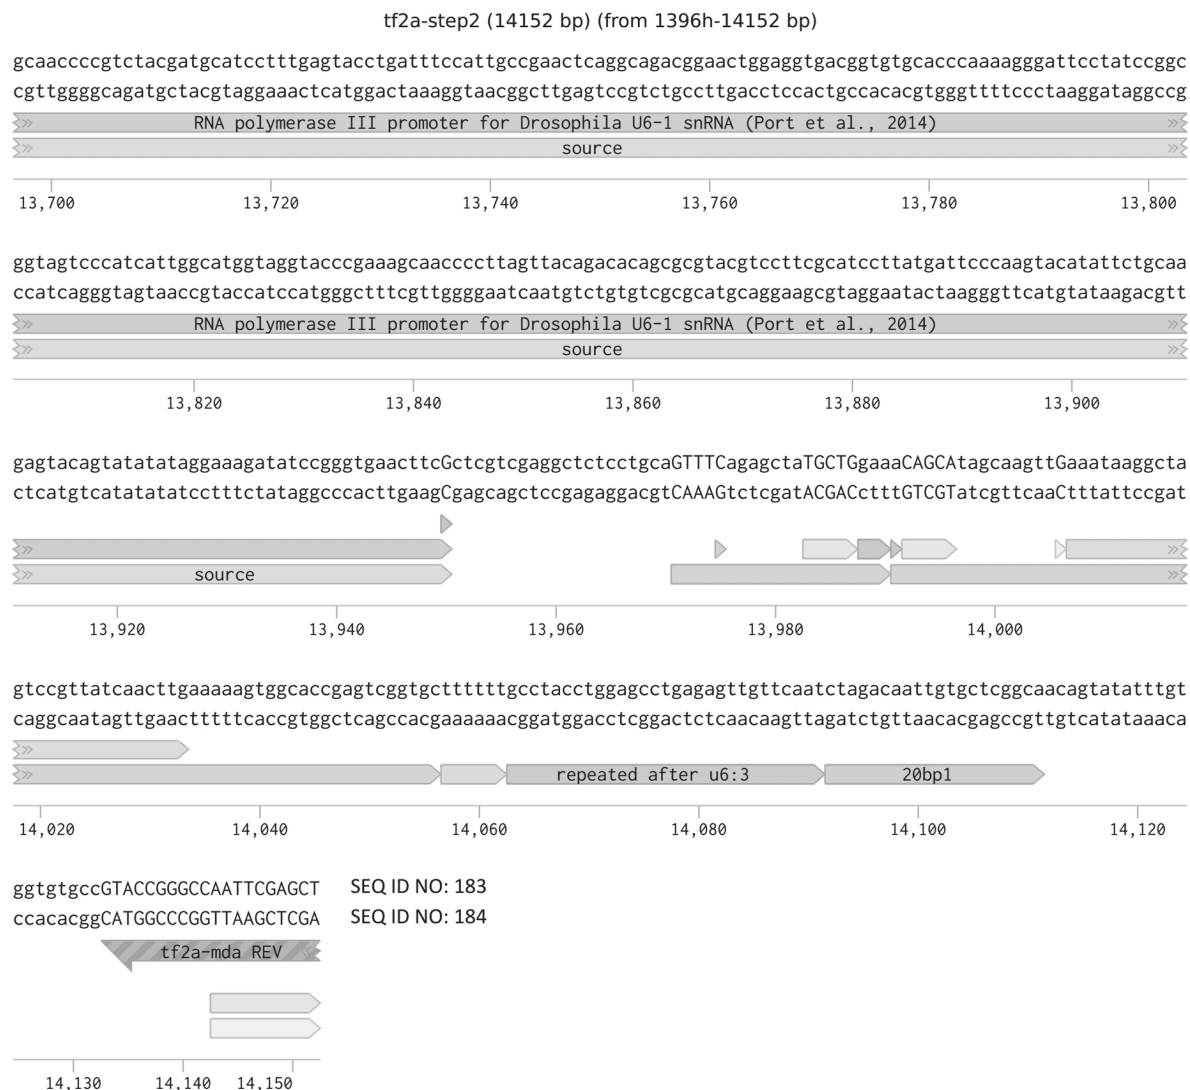 tf2a-step2 (14152 bp) (from 1396h-14152 bp)
gcaaccccgtctacgatgcatcctttgagtacctgatttccattgccgaactcaggcagacggaactggaggtgacggtgtgcacccaaaagggattcctatccggc
cgttggggcagatgctacgtaggaaactcatggactaaaggtaacggcttgagtccgtctgccttgacctccactgccacacgtgggttttccctaaggataggccg
RNA polymerase III promoter for Drosophila U6-1 snRNA (Port et al., 2014)
source
13,700 13,720 13,740 13,760 13,780 13,800
ggtagtcccatcattggcatggtaggtacccgaaagcaaccccttagttacagacacagcgcgtacgtccttcgcatccttatgattcccaagtacatattctgcaa
ccatcagggtagtaaccgtaccatccatgggctttcgttggggaatcaatgtctgtgtcgcgcatgcaggaagcgtaggaatactaagggttcatgtataagacgtt
RNA polymerase III promoter for Drosophila U6-1 snRNA (Port et al., 2014)
source
13,820 13,840 13,860 13,880 13,900
gagtacagtatatataggaaagatatccgggtgaacttcGctcgtcgaggctctcctgcaGTTTCagagctaTGCTGgaaaCAGCAtagcaagttGaaataaggcta
ctcatgtcatatatatcctttctataggcccacttgaagCgagcagctccgagaggacgtCAAAGtctcgatACGACctttGTCGTatcgttcaaCtttattccgat
source
13,920 13,940 13,960 13,980 14,000
gtccgttatcaacttgaaaaagtggcaccgagtcggtgcttttttgcctacctggagcctgagagttgttcaatctagacaattgtgctcggcaacagtatatttgt
caggcaatagttgaactttttcaccgtggctcagccacgaaaaaacggatggacctcggactctcaacaagttagatctgttaacacgagccgttgtcatataaaca
repeated after u6:3 20bp1
14,020 14,040 14,060 14,080 14,100 14,120
ggtgtgccGTACCGGGCCAATTCGAGCT SEQ ID NO: 183
ccacacggCATGGCCCGGTTAAGCTCGA SEQ ID NO: 184
tf2a-mda REV
14,130 14,140 14,150